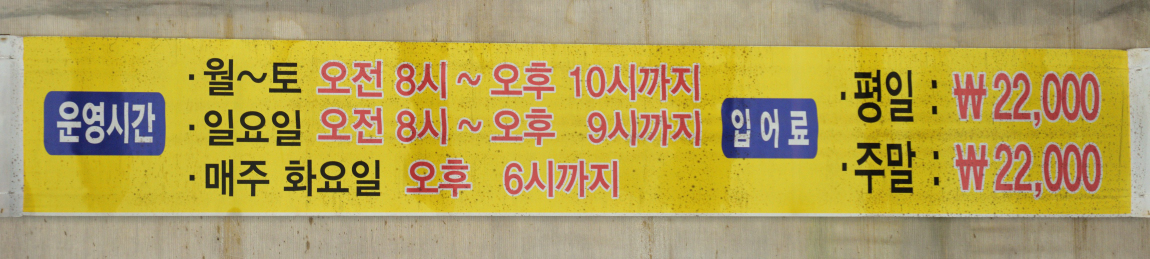 운영시간
·월~토 오전 8시 ~ 오후 10시까지
·일요일 오전 8시 ~ 오후 9시까지
·매주 화요일 오후 6시까지
입어료
·평일 : ₩22,000
·주말 : ₩22,000